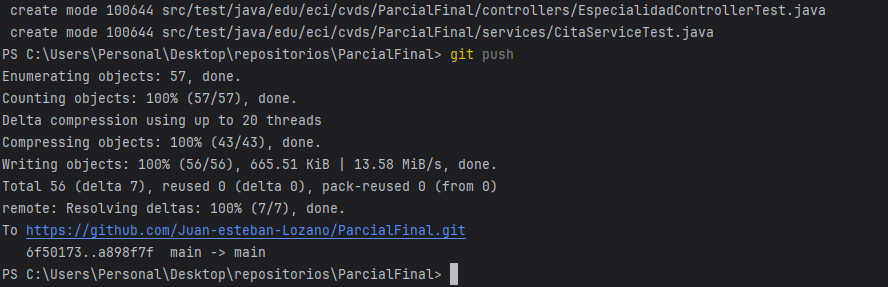 create mode 100644 src/test/java/edu/eci/cvds/ParcialFinal/controllers/EspecialidadControllerTest.java
create mode 100644 src/test/java/edu/eci/cvds/ParcialFinal/services/CitaServiceTest.java
PS C:\Users\Personal\Desktop\repositorios\ParcialFinal> git push
Enumerating objects: 57, done.
Counting objects: 100% (57/57), done.
Delta compression using up to 20 threads
Compressing objects: 100% (43/43), done.
Writing objects: 100% (56/56), 665.51 KiB | 13.58 MiB/s, done.
Total 56 (delta 7), reused 0 (delta 0), pack-reused 0 (from 0)
remote: Resolving deltas: 100% (7/7), done.
To https://github.com/Juan-esteban-Lozano/ParcialFinal.git
   6f50173..a898f7f  main -> main
PS C:\Users\Personal\Desktop\repositorios\ParcialFinal>